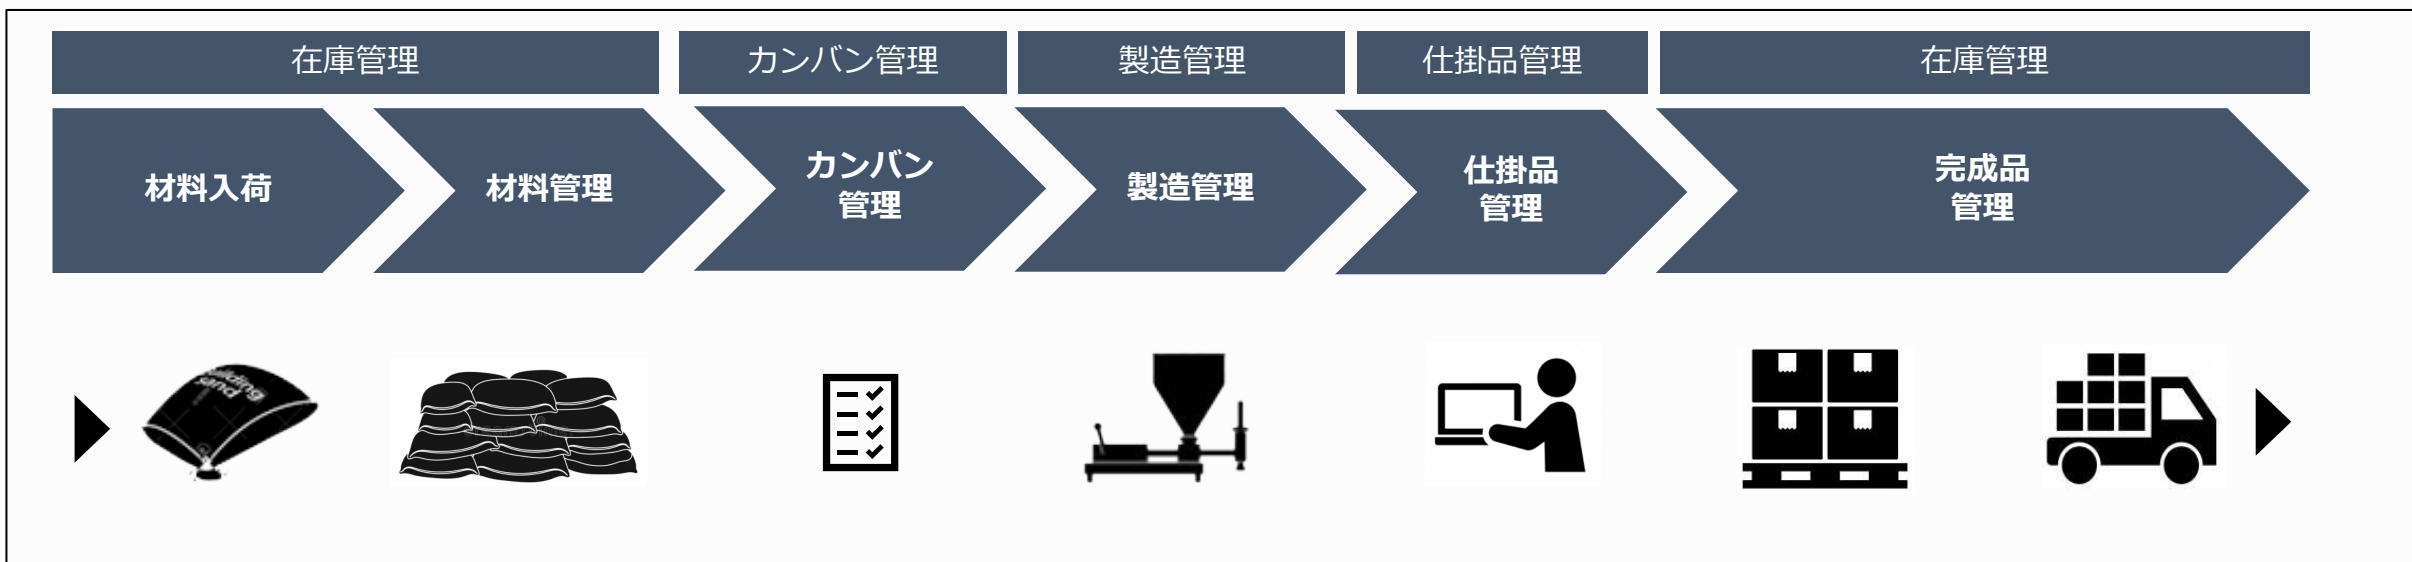 在庫管理
カンバン管理
製造管理
仕掛品管理
在庫管理
材料入荷
材料管理
カンバン
管理
製造管理
仕掛品
管理
完成品
管理
Building
sand